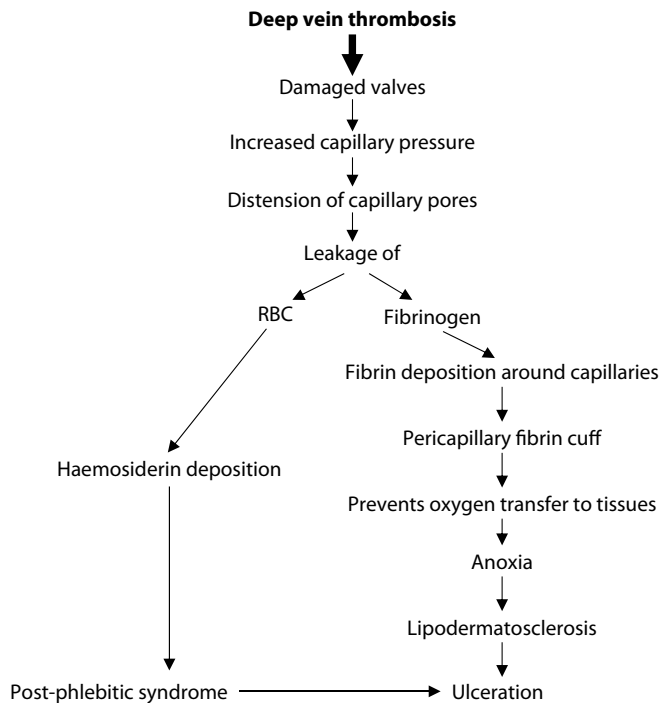 Deep vein thrombosis
Damaged valves
Increased capillary pressure
Distension of capillary pores
Leakage of
RBC
Fibrinogen
Fibrin deposition around capillaries
Pericapillary fibrin cuff
Haemosiderin deposition
Prevents oxygen transfer to tissues
Anoxia
Lipodermatosclerosis
Post-phlebitic syndrome
Ulceration